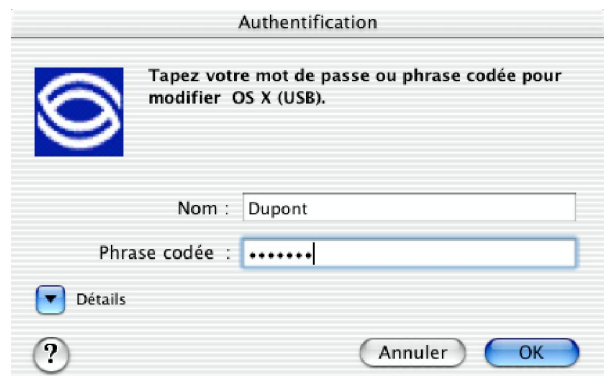 Authentification
Tapez votre mot de passe ou phrase codée pour
modifier OS X (USB).
Nom : Dupont
Phrase codée : •••••••
Détails
?
Annuler OK